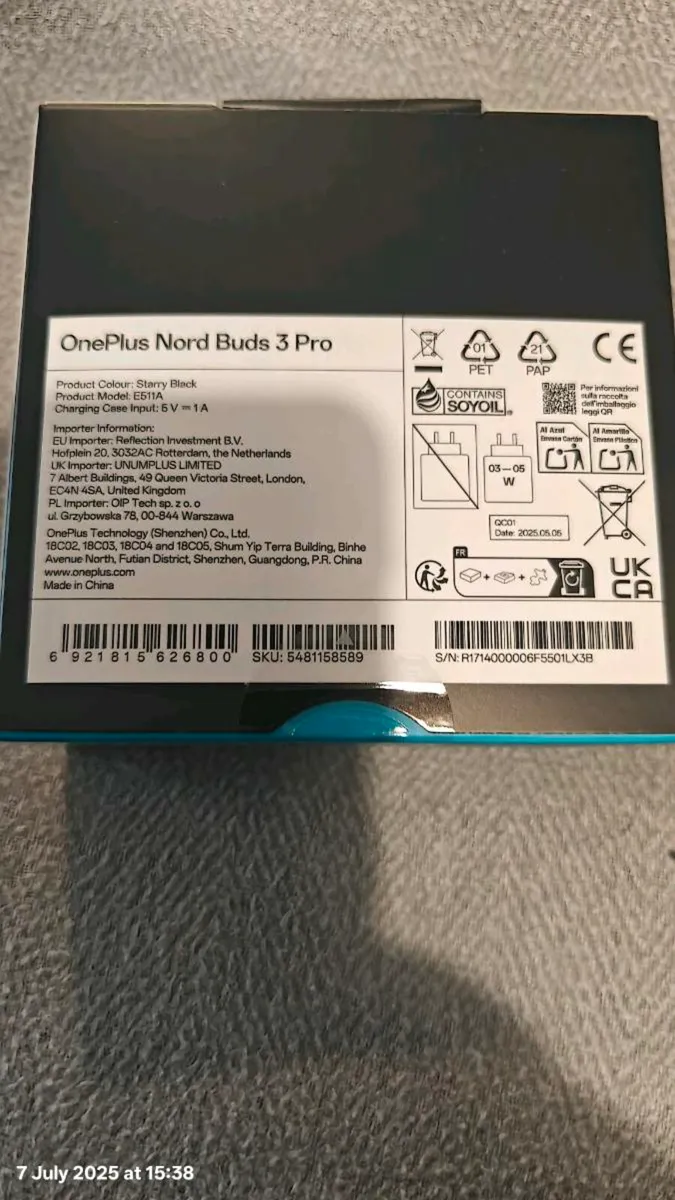 OnePlus Nord Buds 3 Pro
Product Colour: Starry Black
Product Model: E511A
Charging Case Input: 5 V ⎓ 1 A
Importer Information:
EU Importer: Reflection Investment B.V.
Hofplein 20, 3032AC Rotterdam, the Netherlands
UK Importer: UNUMPLUS LIMITED
7 Albert Buildings, 49 Queen Victoria Street, London,
EC4N 4SA, United Kingdom
PL Importer: OIP Tech sp. z o. o
ul. Grzybowska 78, 00-844 Warszawa
OnePlus Technology (Shenzhen) Co., Ltd.
18C02, 18C03, 18C04 and 18C05, Shum Yip Terra Building, Binhe
Avenue North, Futian District, Shenzhen, Guangdong, P.R. China
www.oneplus.com
Made in China
01
PET
21
PAP
CE
CONTAINS
SOYOIL
Per informazioni
sulla raccolta
dell'imballaggio
leggi QR
Al Azul
Envase Cartón
Al Amarillo
Envase Plástico
03 – 05
W
QC01
Date: 2025.05.05
FR
+ +
UK
CA
6 921815 626800
SKU: 5481158589
S/N: R1714000006F5501LX3B
7 July 2025 at 15:38